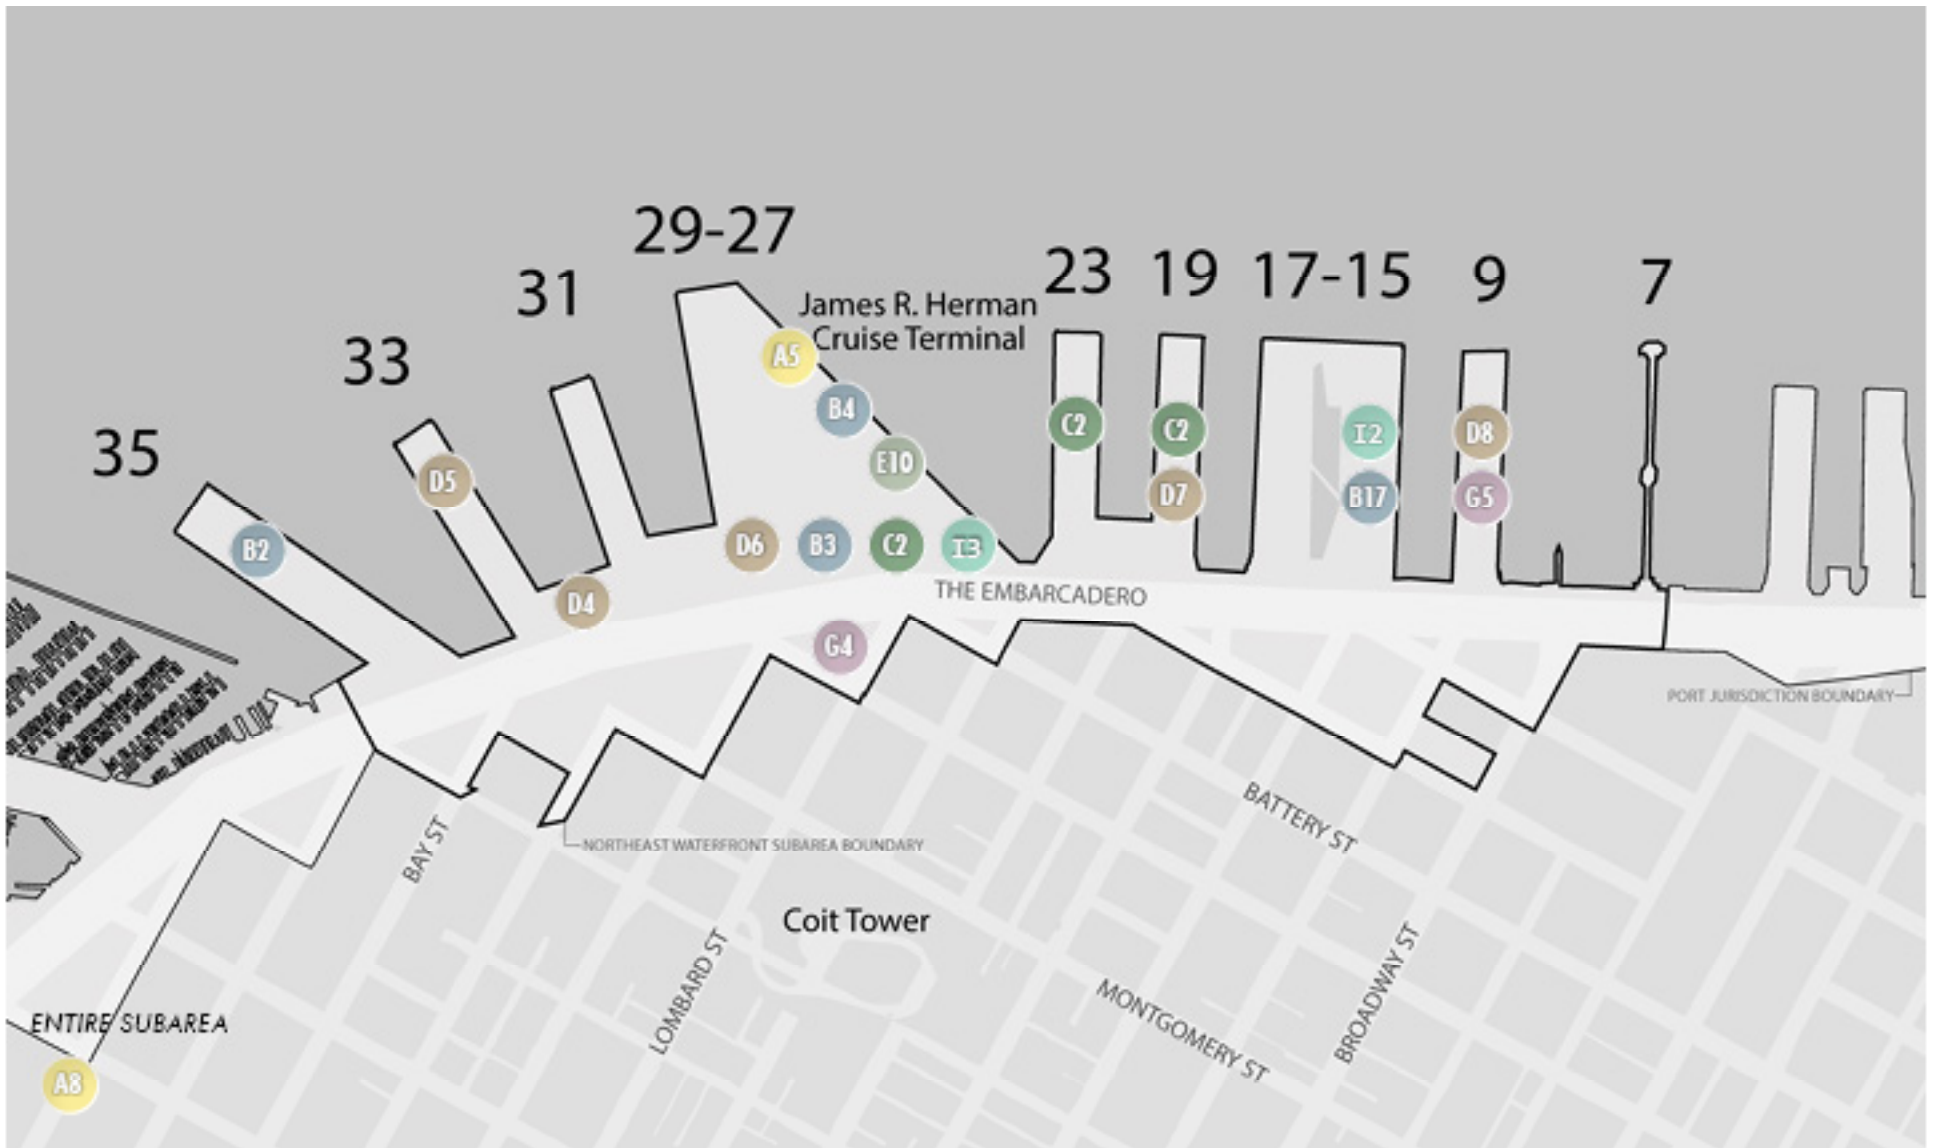 29-27
23
19
17-15
9
7
31
James R. Herman
Cruise Terminal
33
A5
35
B4
C2
C2
I2
D8
E10
D5
D7
B17
G5
B2
D6
B3
C2
I3
D4
THE EMBARCADERO
G4
PORT JURISDICTION BOUNDARY
BATTERY ST
BAY ST
NORTHEAST WATERFRONT SUBAREA BOUNDARY
Coit Tower
LOMBARD ST
MONTGOMERY ST
BROADWAY ST
ENTIRE SUBAREA
A8